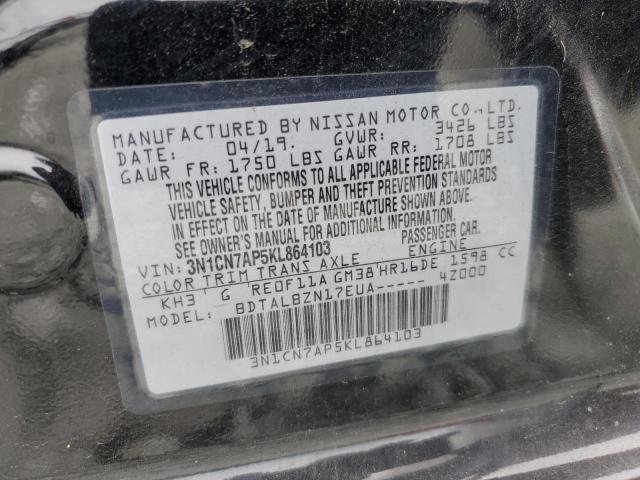 MANUFACTURED BY NISSAN MOTOR CO.,LTD.
DATE: 04/19. GVWR: 3426 LBS
GAWR FR: 1750 LBS GAWR RR: 1708 LBS
THIS VEHICLE CONFORMS TO ALL APPLICABLE FEDERAL MOTOR
VEHICLE SAFETY, BUMPER AND THEFT PREVENTION STANDARDS
IN EFFECT ON THE DATE OF MANUFACTURE SHOWN ABOVE.
SEE OWNER'S MANUAL FOR ADDITIONAL INFORMATION.
VIN: 3N1CN7AP5KL864103 PASSENGER CAR.
COLOR TRIM TRANS AXLE ENGINE
KH3 G RE0F11A GM38 HR16DE 1598 CC
MODEL: BDTALBZN17EUA----- 4Z000
3N1CN7AP5KL864103